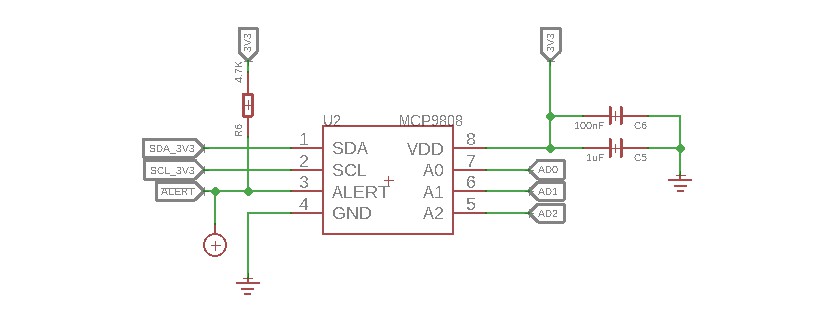 3V3
3V3
4.7K
R6
U2
MCP9808
100nF
C6
1uF
C5
SDA_3V3
1
SDA
VDD
8
SCL_3V3
2
SCL
A0
7
AD0
ALERT
3
ALERT
A1
6
AD1
4
GND
A2
5
AD2